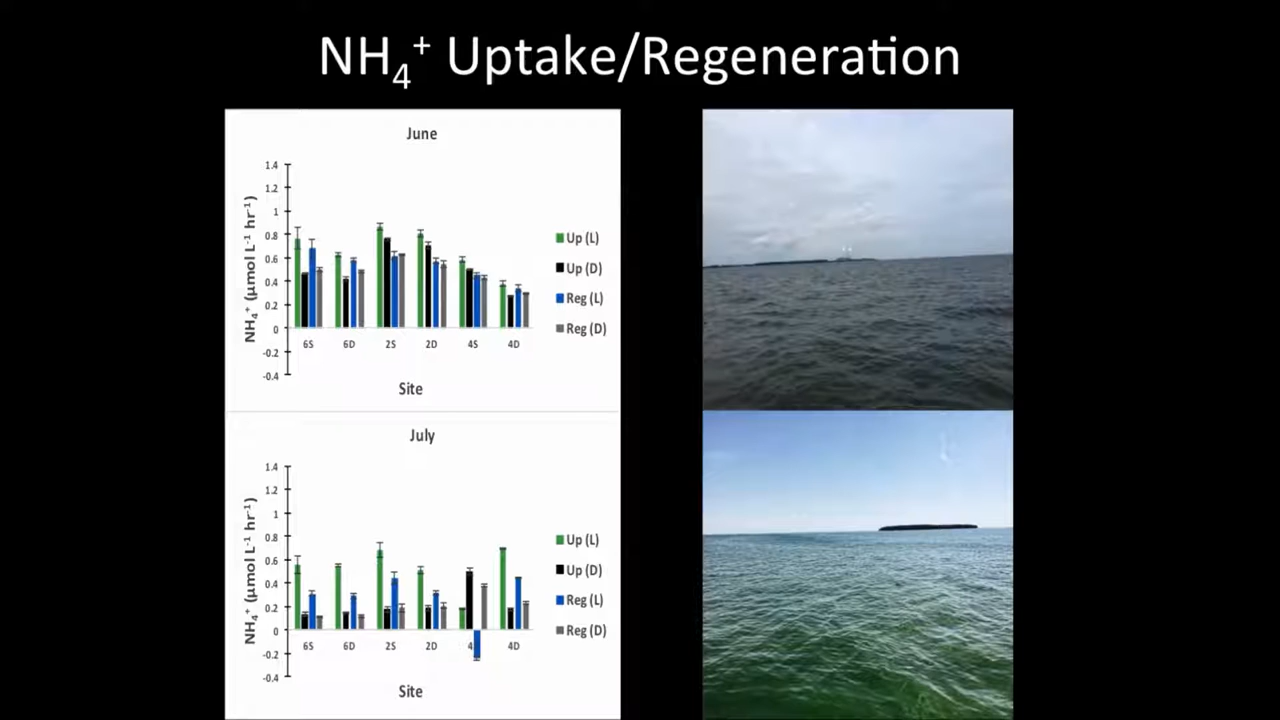 NH₄⁺ Uptake/Regeneration
June
NH₄⁺ (µmol L⁻¹ hr⁻¹)
1.4
1.2
1
0.8
0.6
0.4
0.2
0
-0.2
-0.4
6S 6D 2S 2D 4S 4D
Site
Up (L)
Up (D)
Reg (L)
Reg (D)
July
NH₄⁺ (µmol L⁻¹ hr⁻¹)
1.4
1.2
1
0.8
0.6
0.4
0.2
0
-0.2
-0.4
6S 6D 2S 2D 4 4D
Site
Up (L)
Up (D)
Reg (L)
Reg (D)